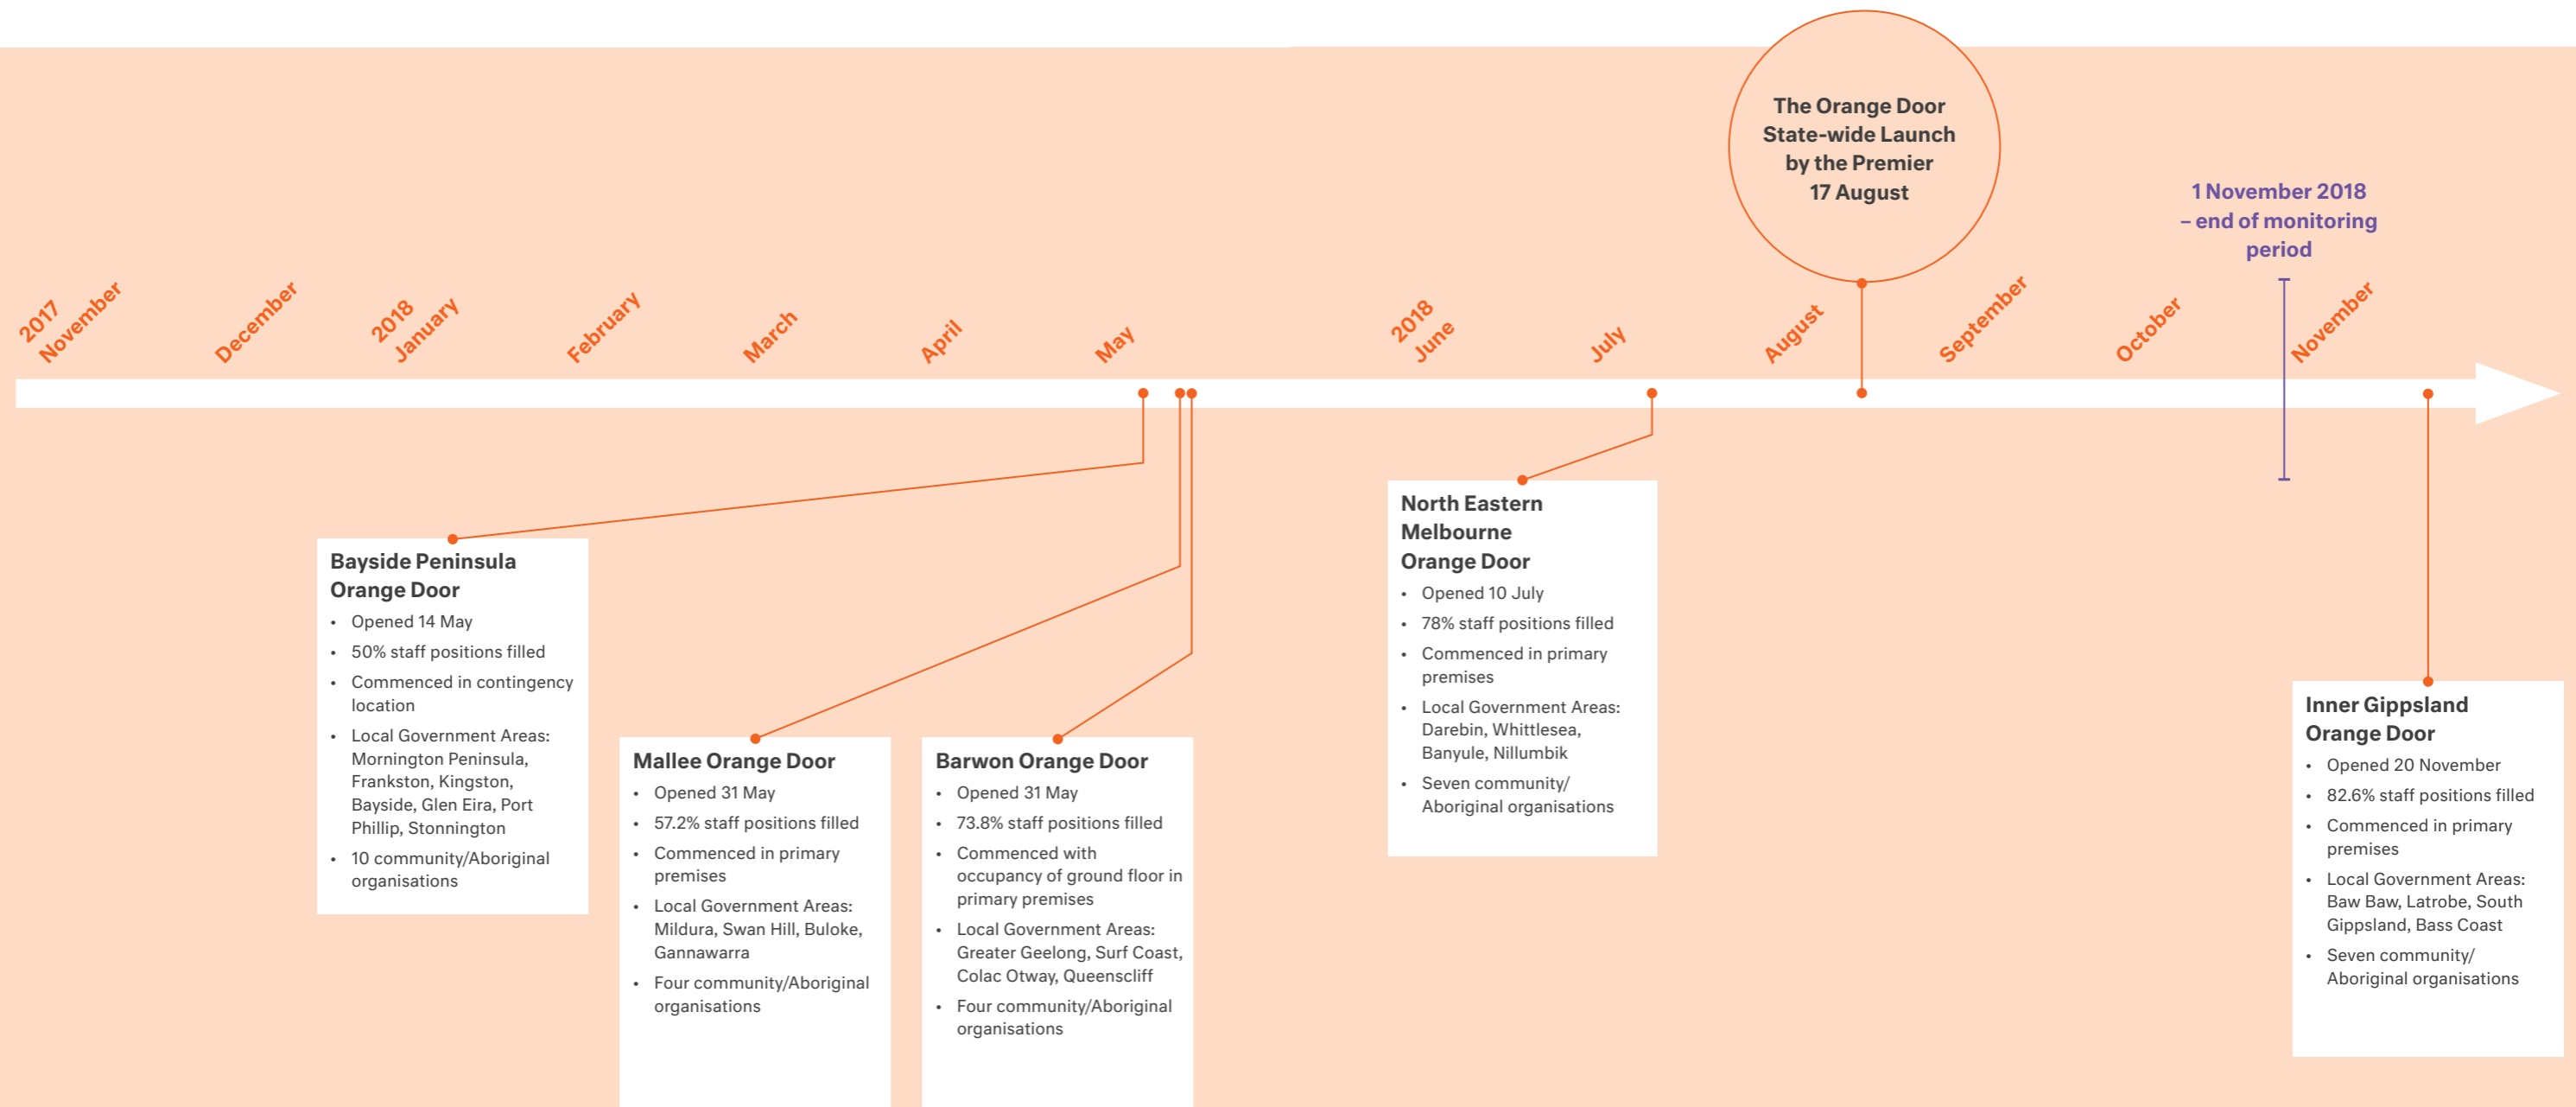 The Orange Door
State-wide Launch
by the Premier
17 August
1 November 2018
– end of monitoring
period
2017
November
December
2018
January
February
March
April
May
2018
June
July
August
September
October
November
Bayside Peninsula
Orange Door
• Opened 14 May
• 50% staff positions filled
• Commenced in contingency
location
• Local Government Areas:
Mornington Peninsula,
Frankston, Kingston,
Bayside, Glen Eira, Port
Phillip, Stonnington
• 10 community/Aboriginal
organisations
Mallee Orange Door
• Opened 31 May
• 57.2% staff positions filled
• Commenced in primary
premises
• Local Government Areas:
Mildura, Swan Hill, Buloke,
Gannawarra
• Four community/Aboriginal
organisations
Barwon Orange Door
• Opened 31 May
• 73.8% staff positions filled
• Commenced with
occupancy of ground floor in
primary premises
• Local Government Areas:
Greater Geelong, Surf Coast,
Colac Otway, Queenscliff
• Four community/Aboriginal
organisations
North Eastern
Melbourne
Orange Door
• Opened 10 July
• 78% staff positions filled
• Commenced in primary
premises
• Local Government Areas:
Darebin, Whittlesea,
Banyule, Nillumbik
• Seven community/
Aboriginal organisations
Inner Gippsland
Orange Door
• Opened 20 November
• 82.6% staff positions filled
• Commenced in primary
premises
• Local Government Areas:
Baw Baw, Latrobe, South
Gippsland, Bass Coast
• Seven community/
Aboriginal organisations